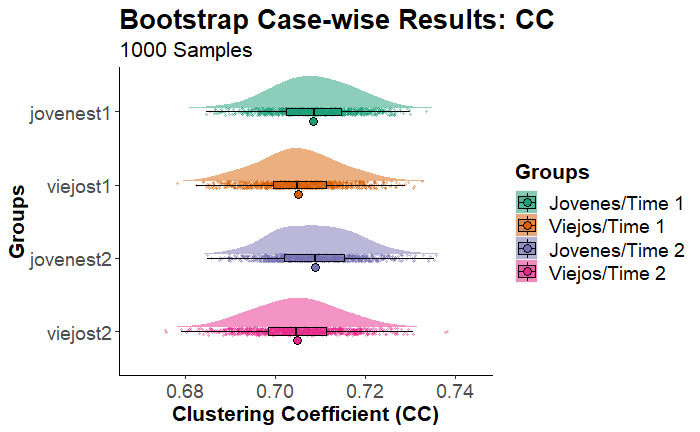 Bootstrap Case-wise Results: CC
1000 Samples
jovenest1
viejost1
jovenest2
viejost2
Groups
0.68 0.70 0.72 0.74
Clustering Coefficient (CC)
Groups
Jovenes/Time 1
Viejos/Time 1
Jovenes/Time 2
Viejos/Time 2